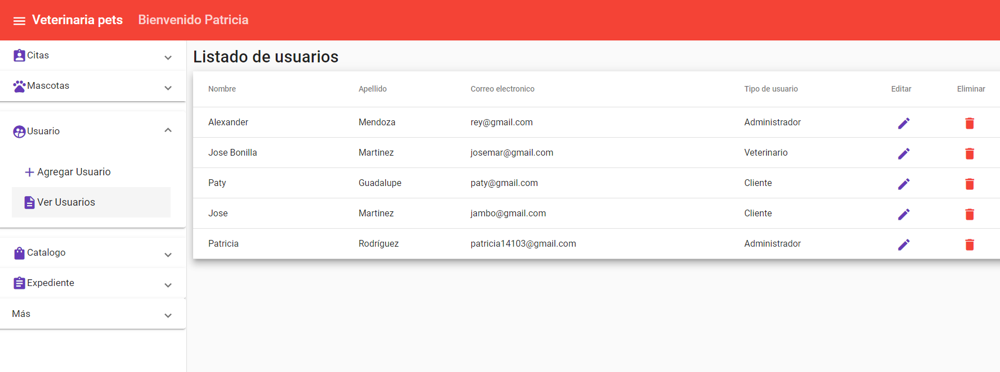 Veterinaria pets Bienvenido Patricia
Citas
Mascotas
Usuario
Agregar Usuario
Ver Usuarios
Catalogo
Expediente
Más
Listado de usuarios
Nombre Apellido Correo electronico Tipo de usuario Editar Eliminar
Alexander Mendoza rey@gmail.com Administrador
Jose Bonilla Martinez josemar@gmail.com Veterinario
Paty Guadalupe paty@gmail.com Cliente
Jose Martinez jambo@gmail.com Cliente
Patricia Rodríguez patricia14103@gmail.com Administrador